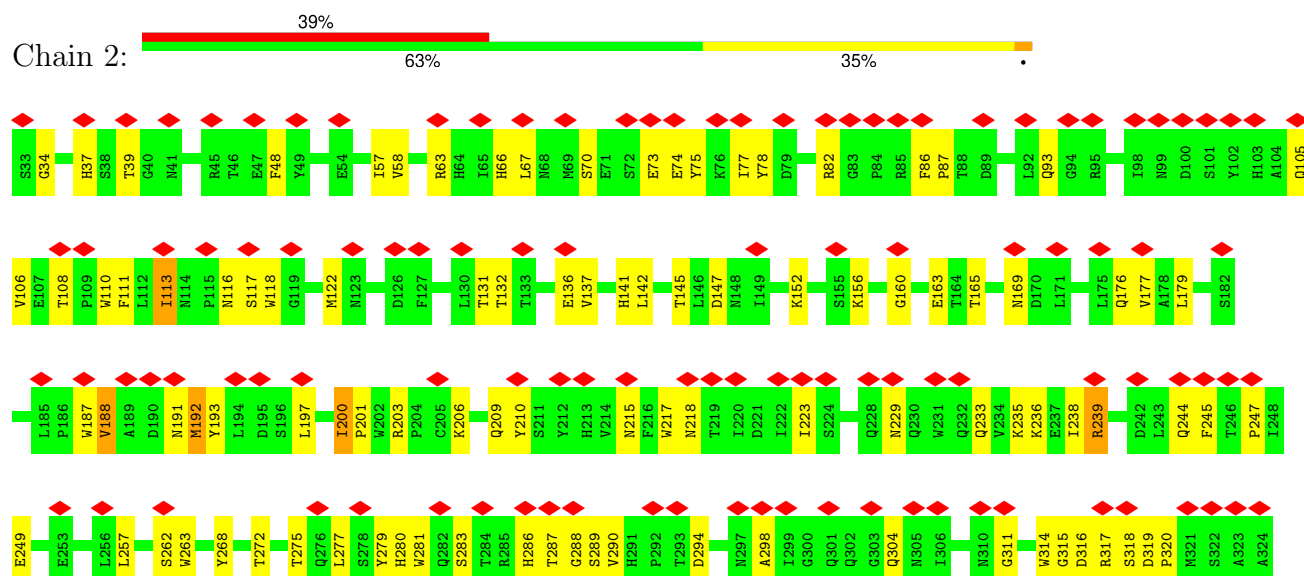 39%
Chain 2:
63% 35% •
S33 G34 H37 S38 T39 G40 N41 R45 T46 E47 F48 Y49 E54 I57 V58 R63 H64 I65 H66 L67 N68 M69 S70 E71 S72 E73 E74 Y75 K76 I77 Y78 D79 R82 G83 P84 R85 F86 P87 T88 D89 L92 Q93 G94 R95 I98 N99 D100 S101 Y102 H103 A104 Q105
V106 E107 T108 P109 W110 F111 L112 T113 N114 P115 N116 S117 W118 G119 M122 N123 D126 F127 L130 T131 T132 T133 E136 V137 H141 L142 T145 L146 D147 N148 I149 K152 S155 K156 G160 E163 T164 T165 N169 D170 L171 L175 Q176 V177 A178 L179 S182
L185 P186 W187 V188 A189 D190 N191 M192 Y193 L194 D195 S196 L197 I200 P201 W202 R203 P204 C205 K206 Q209 Y210 S211 Y212 H213 V214 N215 F216 W217 N218 T219 I220 D221 I222 I223 S224 Q228 N229 Q230 W231 Q232 Q233 V234 K235 K236 E237 I238 R239 D242 L243 Q244 F245 T246 P247 I248
E249 E253 L256 L257 S262 W263 Y268 T272 T275 Q276 L277 S278 Y279 H280 W281 Q282 S283 T284 R285 H286 T287 G288 S289 V290 H291 P292 T293 D294 N297 A298 I299 G300 Q301 Q302 G303 Q304 N305 I306 N310 G311 W314 G315 D316 R317 S318 D319 P320 M321 S322 A323 A324